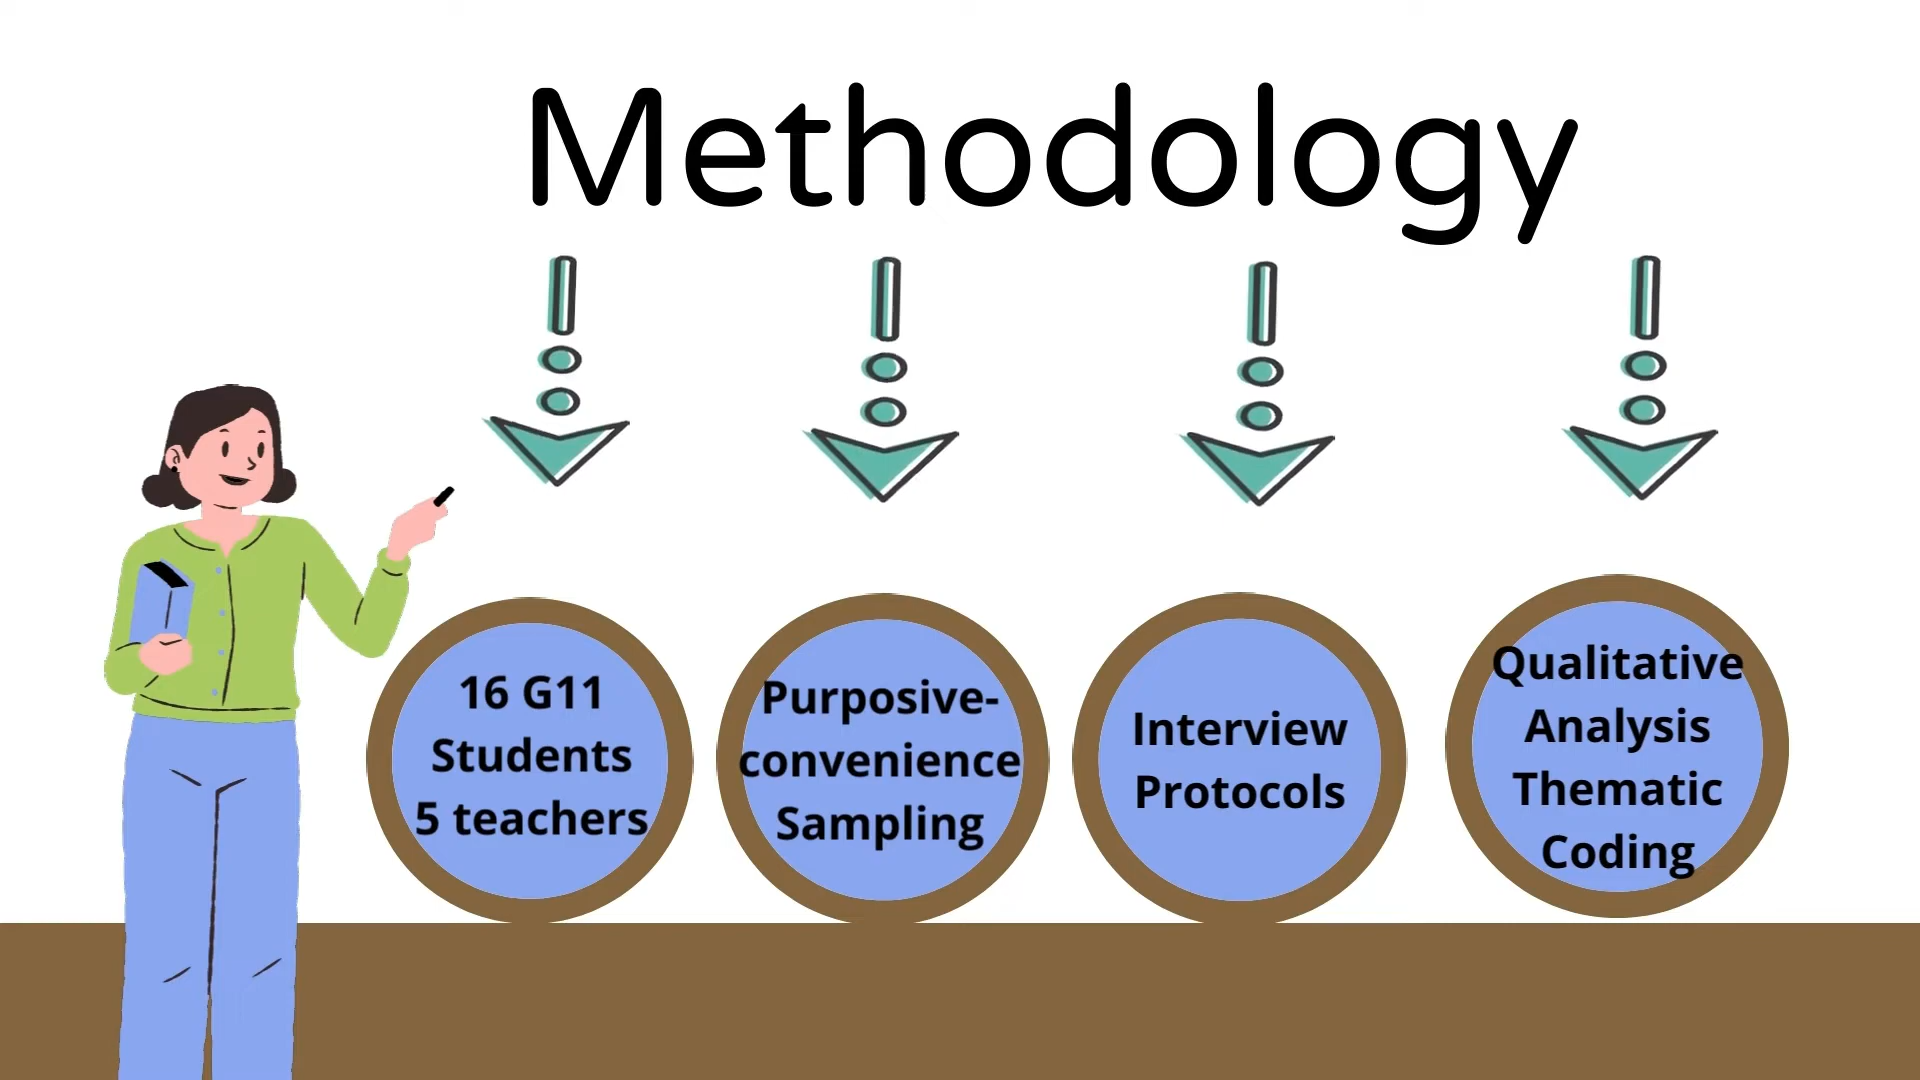 Methodology
16 G11
Students
5 teachers
Purposive-
convenience
Sampling
Interview
Protocols
Qualitative
Analysis
Thematic
Coding